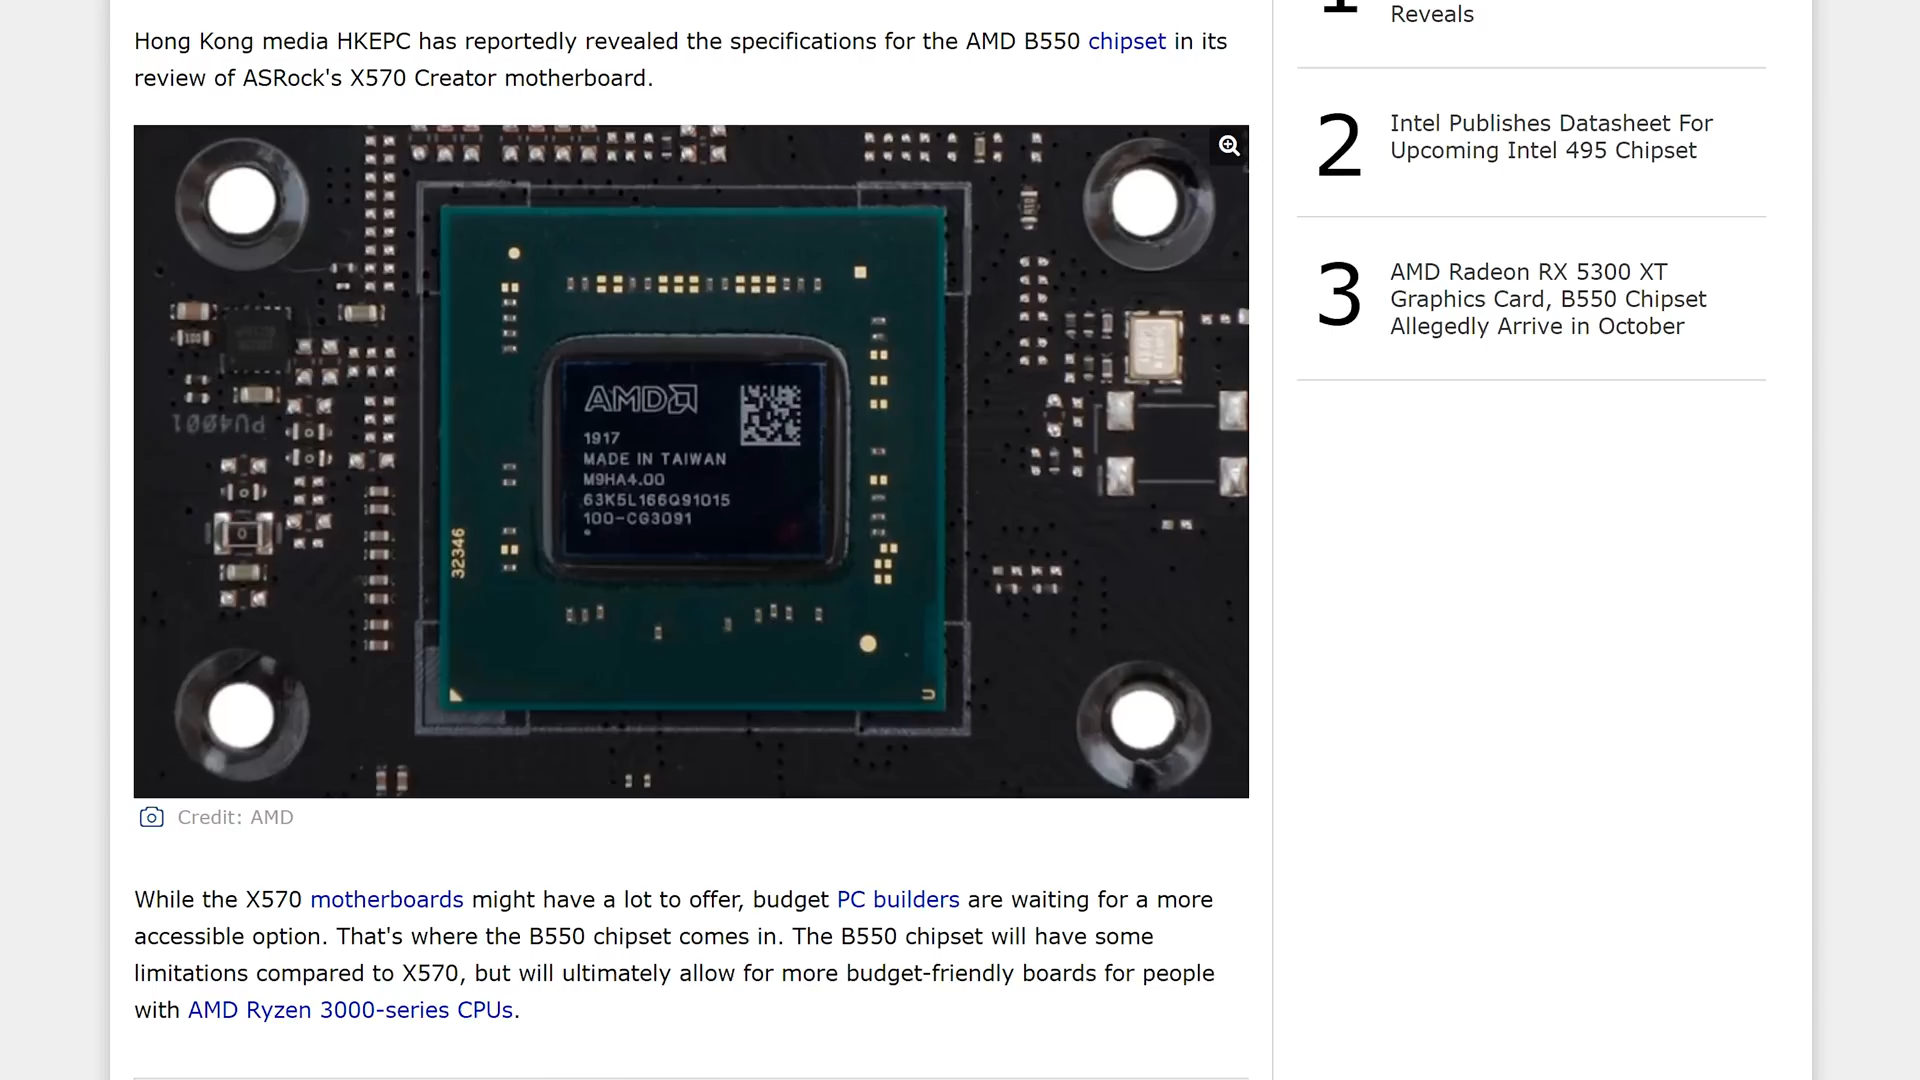 Hong Kong media HKEPC has reportedly revealed the specifications for the AMD B550 chipset in its
review of ASRock's X570 Creator motherboard.
PU4001
AMD
1917
MADE IN TAIWAN
M9HA4.00
63K5L166Q91015
100-CG3091
32346
Credit: AMD
While the X570 motherboards might have a lot to offer, budget PC builders are waiting for a more
accessible option. That's where the B550 chipset comes in. The B550 chipset will have some
limitations compared to X570, but will ultimately allow for more budget-friendly boards for people
with AMD Ryzen 3000-series CPUs.
Reveals
2
Intel Publishes Datasheet For
Upcoming Intel 495 Chipset
3
AMD Radeon RX 5300 XT
Graphics Card, B550 Chipset
Allegedly Arrive in October